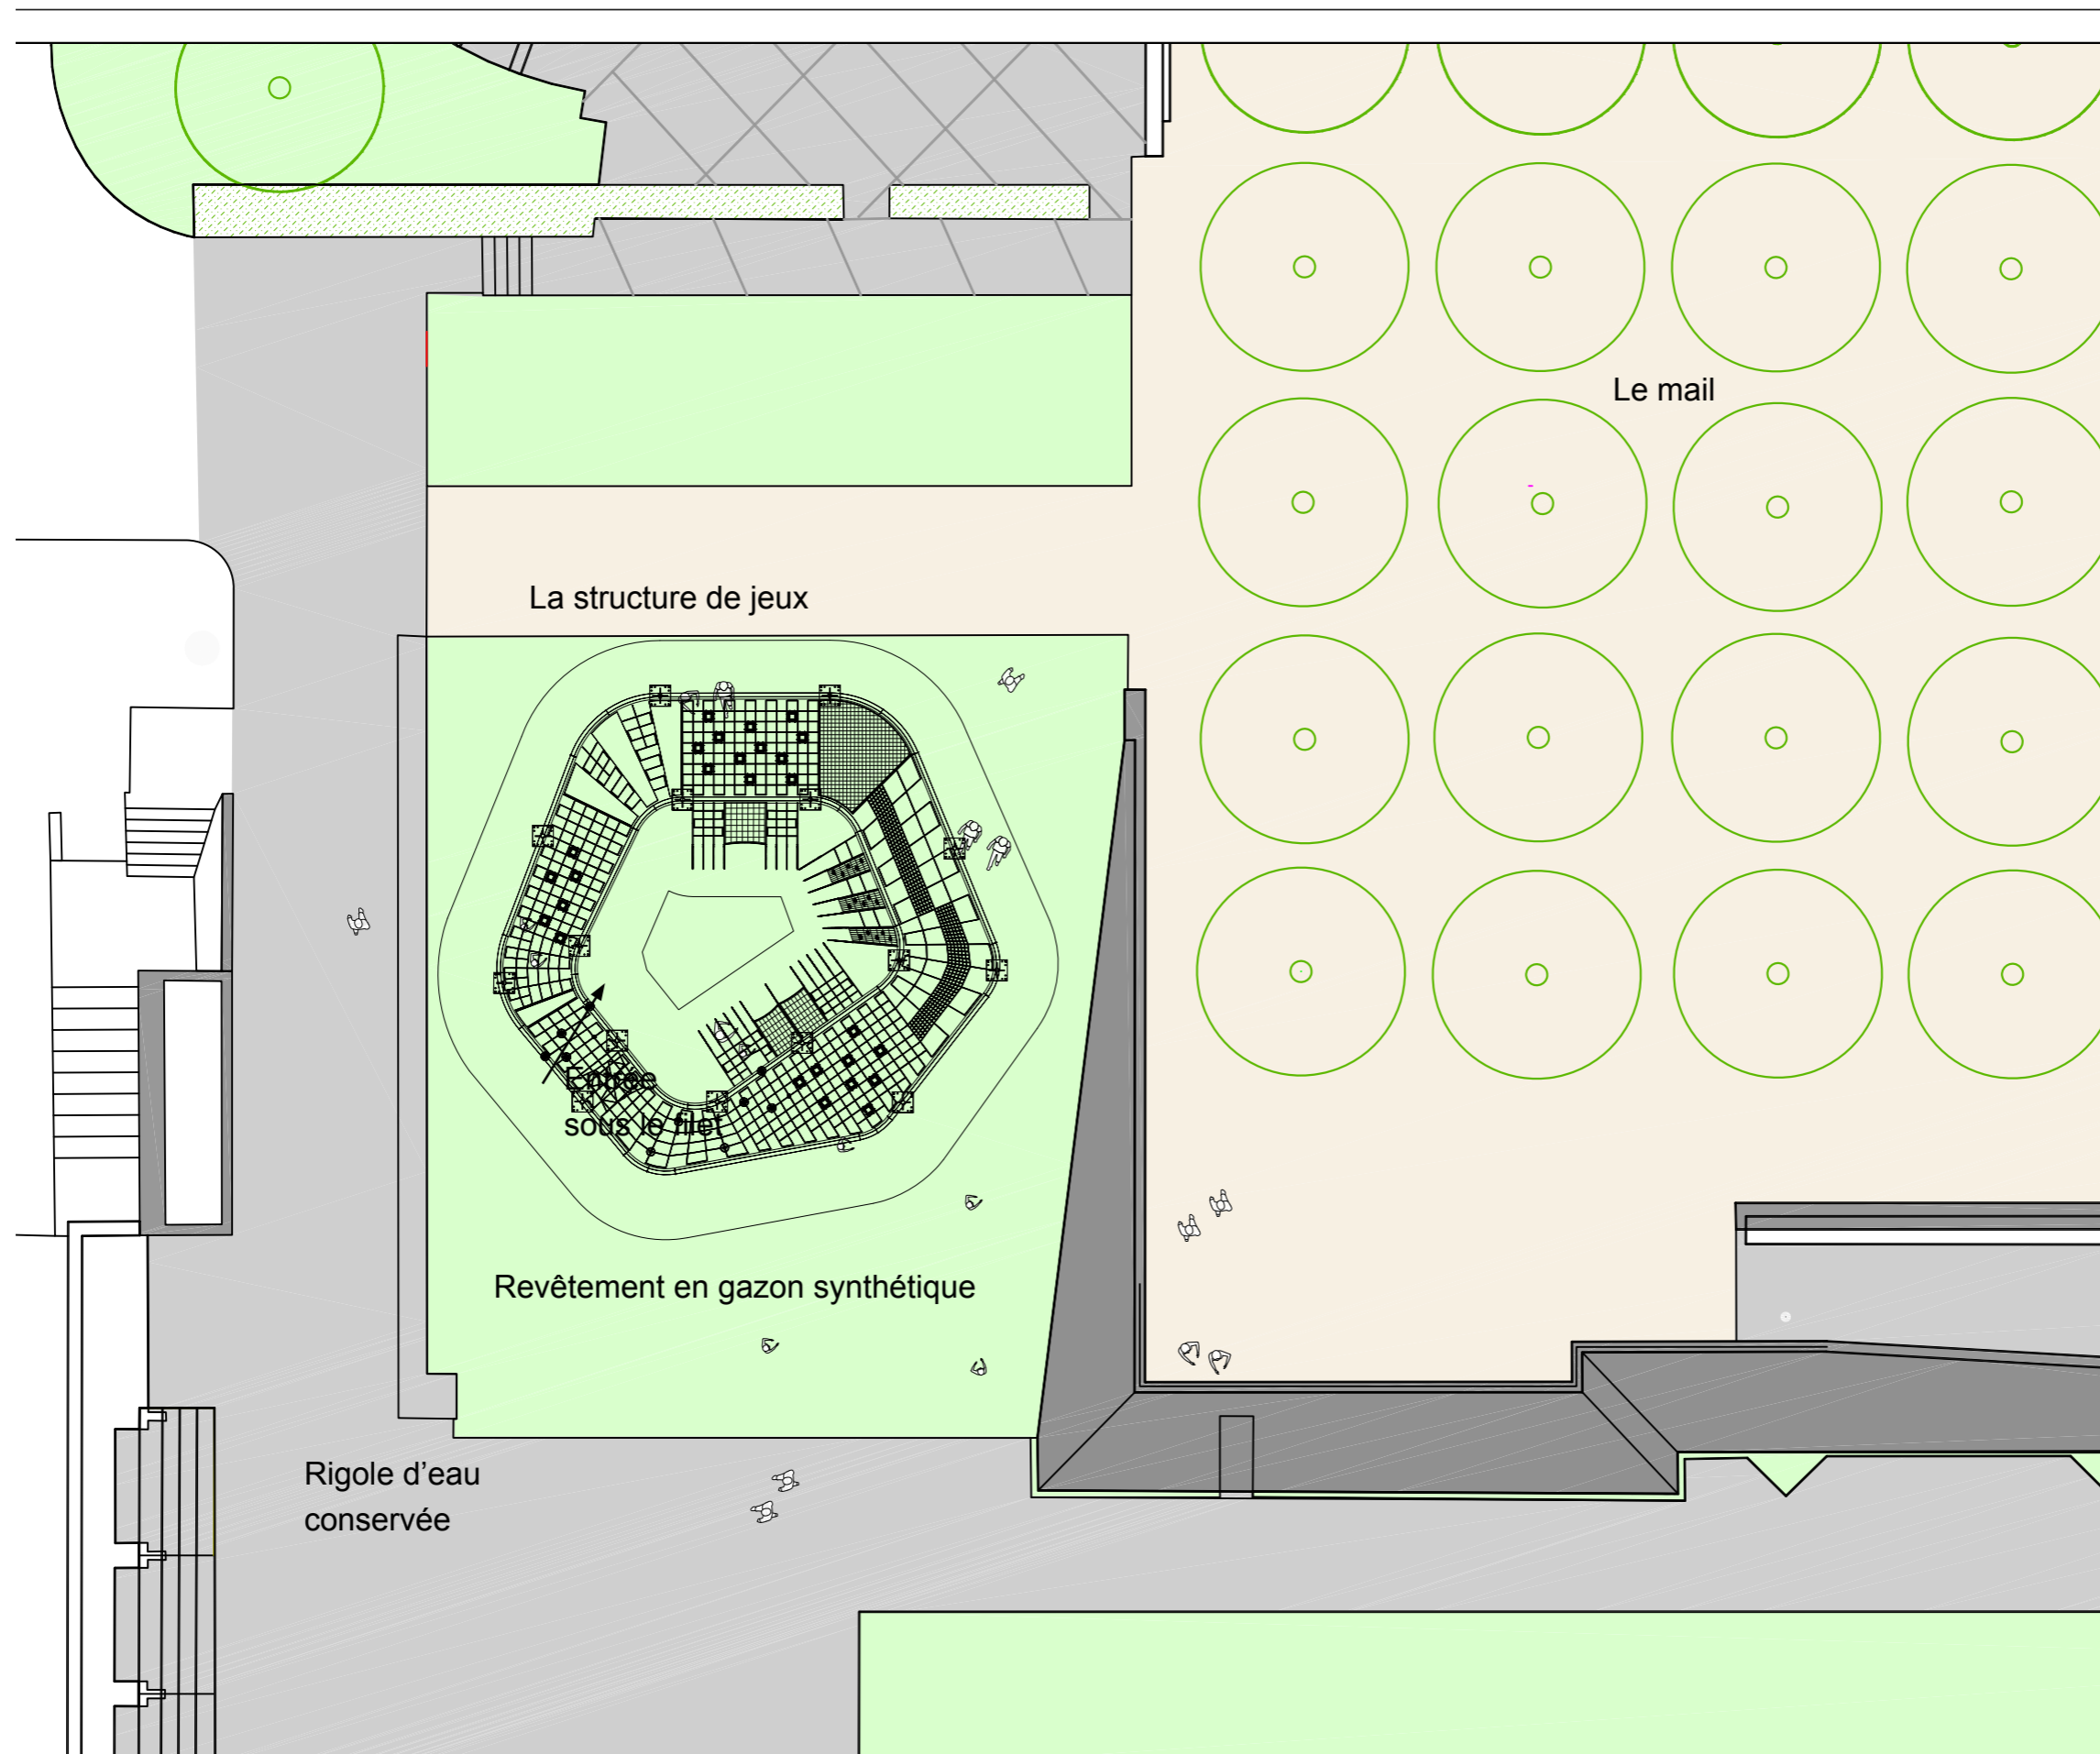 Le mail
La structure de jeux
Entrée
sous le filet
Revêtement en gazon synthétique
Rigole d’eau
conservée